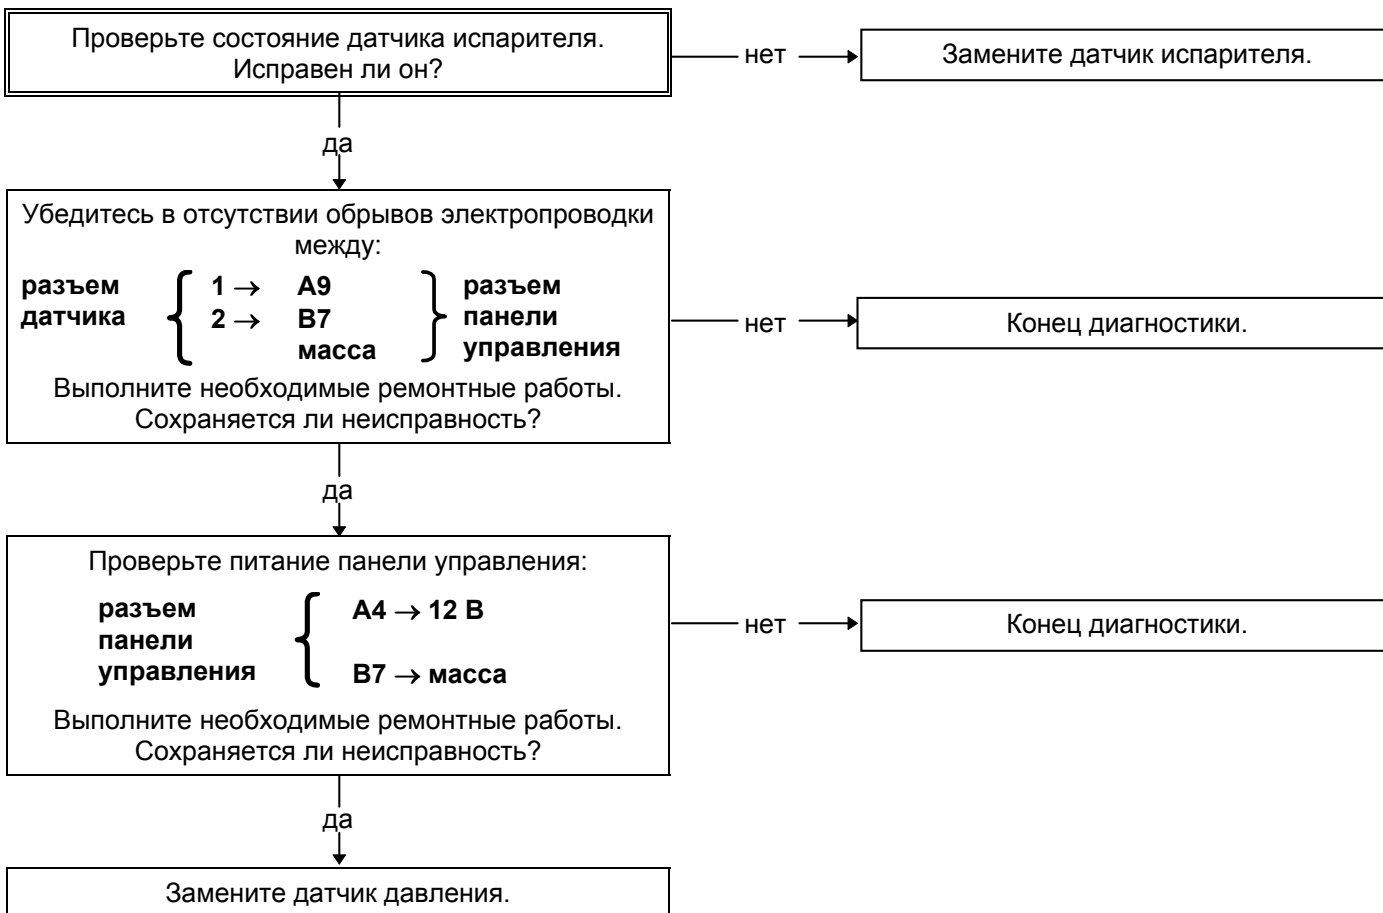 Проверьте состояние датчика испарителя.
Исправен ли он?
нет
Замените датчик испарителя.
да
Убедитесь в отсутствии обрывов электропроводки
между:
разъем
датчика
1 → A9
2 → B7
масса
разъем
панели
управления
Выполните необходимые ремонтные работы.
Сохраняется ли неисправность?
нет
Конец диагностики.
да
Проверьте питание панели управления:
разъем
панели
управления
A4 → 12 В
B7 → масса
Выполните необходимые ремонтные работы.
Сохраняется ли неисправность?
нет
Конец диагностики.
да
Замените датчик давления.